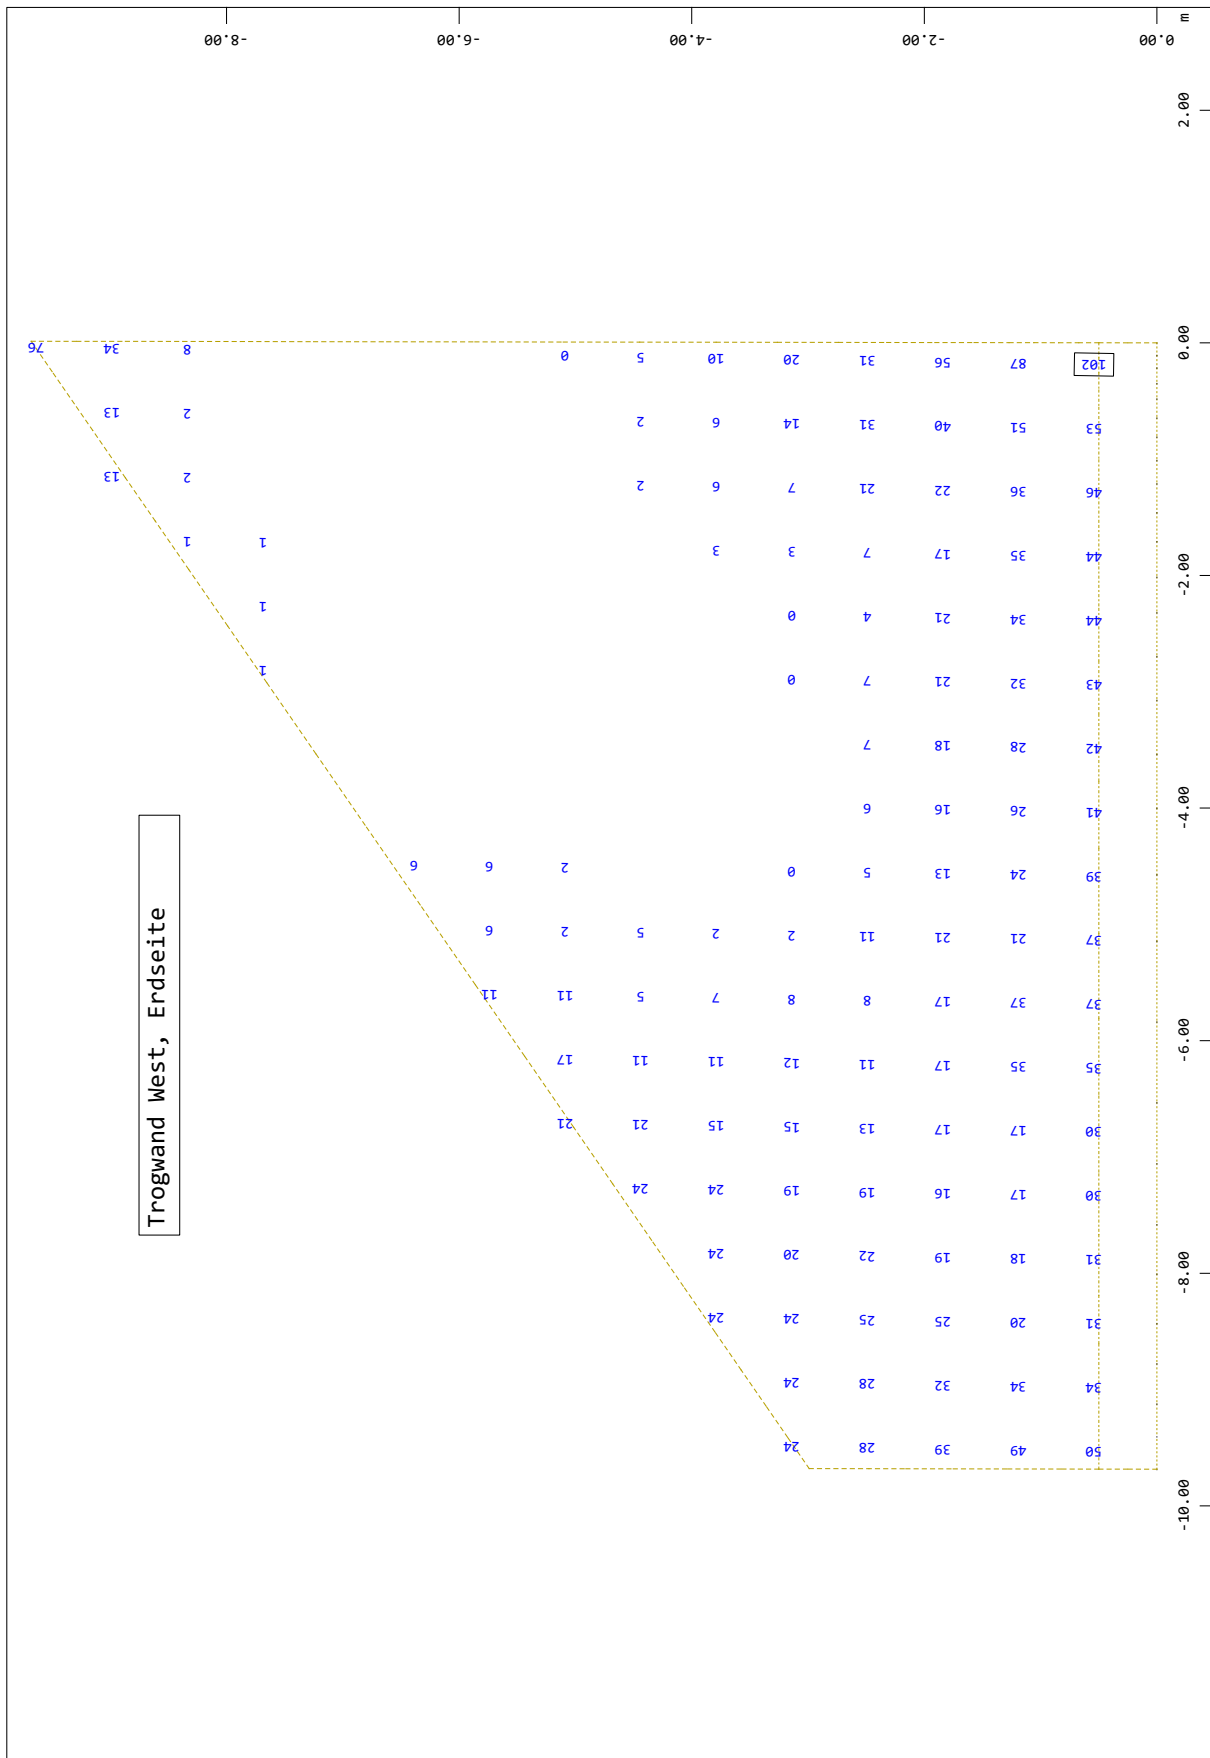 -8.00 -6.00 -4.00 -2.00 0.00 m
2.00
0.00
76 34 8 0 5 10 20 31 56 87 102
13 2 2 6 14 31 40 51 53
13 2 2 6 7 21 22 36 46
1 1 3 3 7 17 35 44
-2.00
1 0 4 21 34 44
1 0 7 21 32 43
7 18 28 42
-4.00
6 16 26 41
6 6 2 0 5 13 24 39
6 2 5 2 2 11 21 21 37
11 11 5 7 8 8 17 37 37
-6.00
17 11 11 12 11 17 35 35
21 21 15 15 13 17 17 30
24 24 19 19 16 17 30
24 20 22 19 18 31
-8.00
24 24 25 25 20 31
24 28 32 34 34
24 28 39 49 50
-10.00
Trogwand West, Erdseite